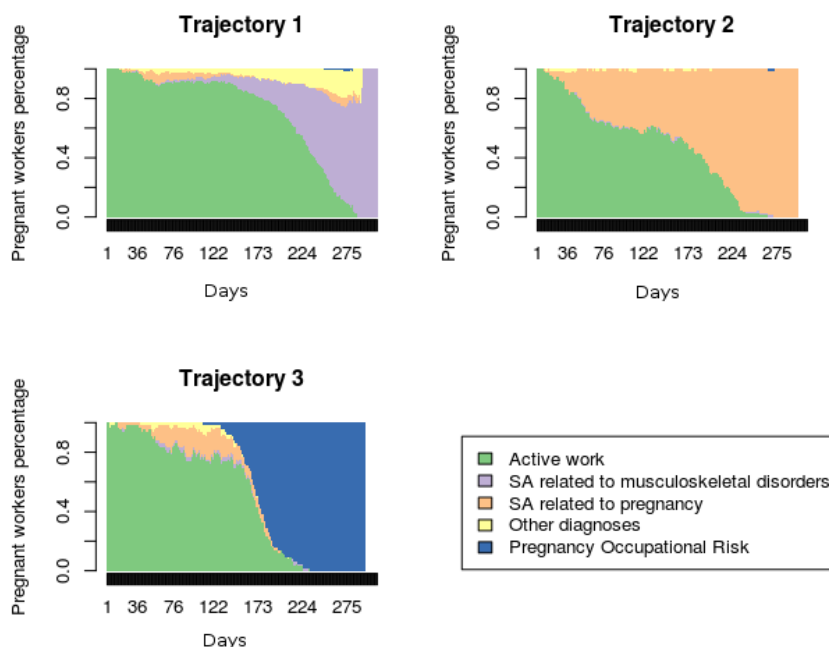 Trajectory 1
Pregnant workers percentage
0.8
0.4
0.0
1 36 76 122 173 224 275
Days
Trajectory 2
Pregnant workers percentage
0.8
0.4
0.0
1 36 76 122 173 224 275
Days
Trajectory 3
Pregnant workers percentage
0.8
0.4
0.0
1 36 76 122 173 224 275
Days
Active work
SA related to musculoskeletal disorders
SA related to pregnancy
Other diagnoses
Pregnancy Occupational Risk